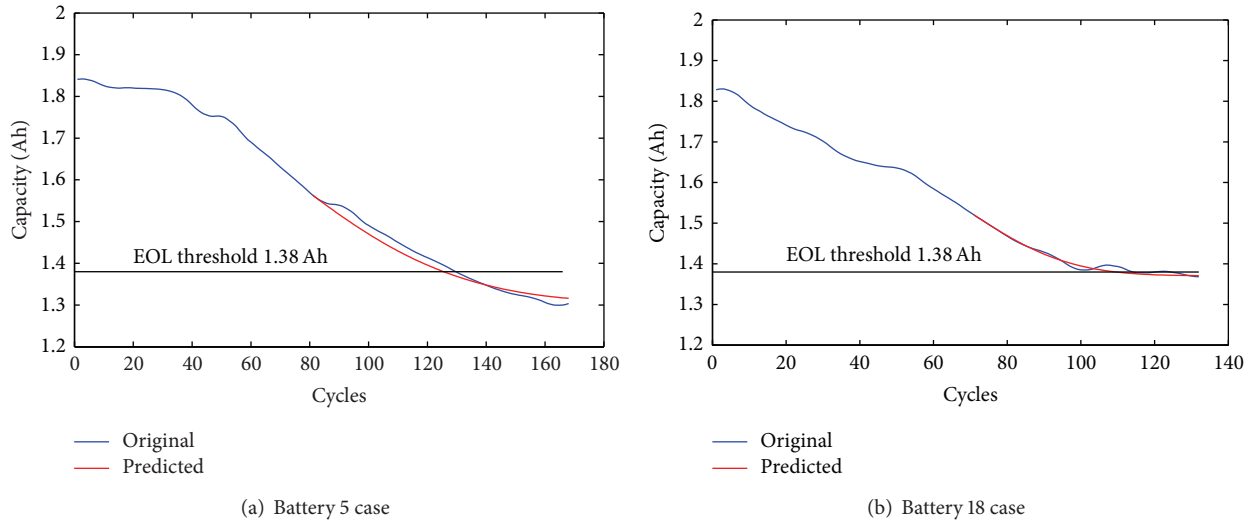 2
1.9
1.8
1.7
1.6
1.5
1.4
1.3
1.2
Capacity (Ah)
EOL threshold 1.38 Ah
0 20 40 60 80 100 120 140 160 180
Cycles
Original
Predicted
(a) Battery 5 case
2
1.9
1.8
1.7
1.6
1.5
1.4
1.3
1.2
Capacity (Ah)
EOL threshold 1.38 Ah
0 20 40 60 80 100 120 140
Cycles
Original
Predicted
(b) Battery 18 case